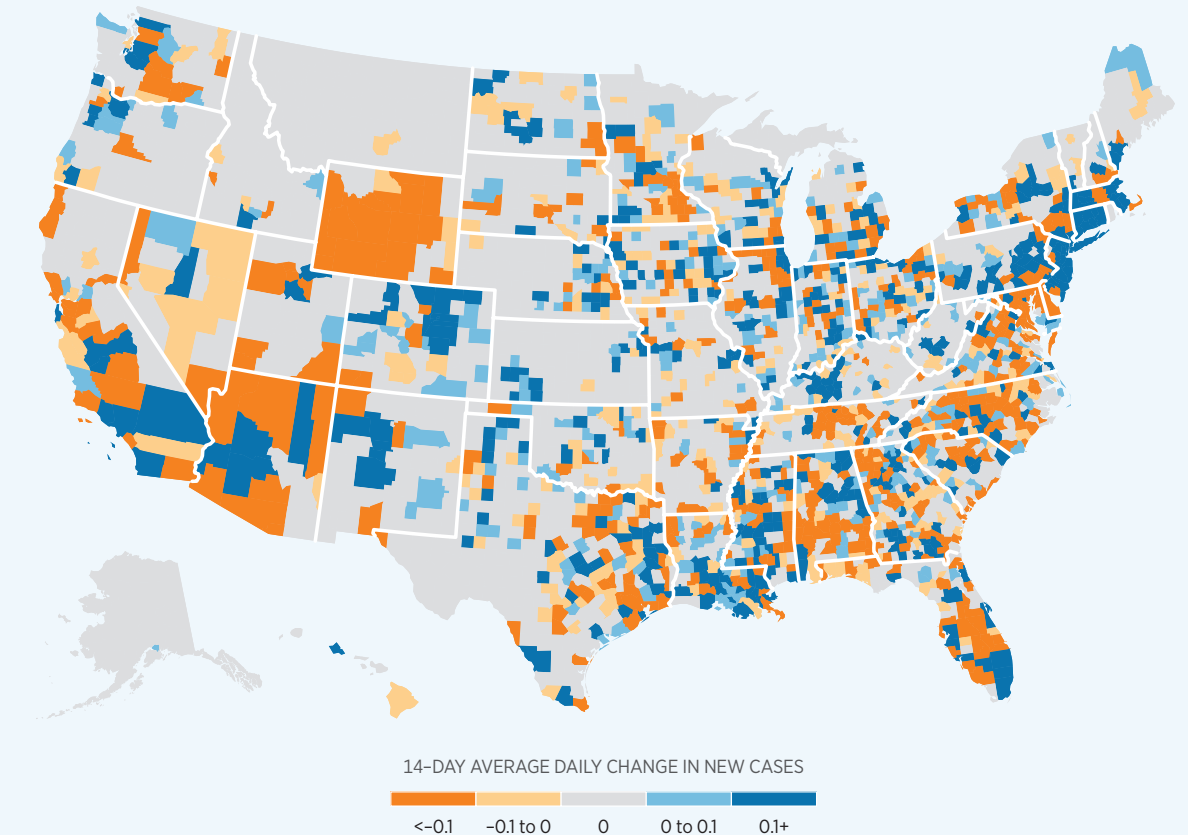 14-DAY AVERAGE DAILY CHANGE IN NEW CASES
<-0.1 -0.1 to 0 0 0 to 0.1 0.1+